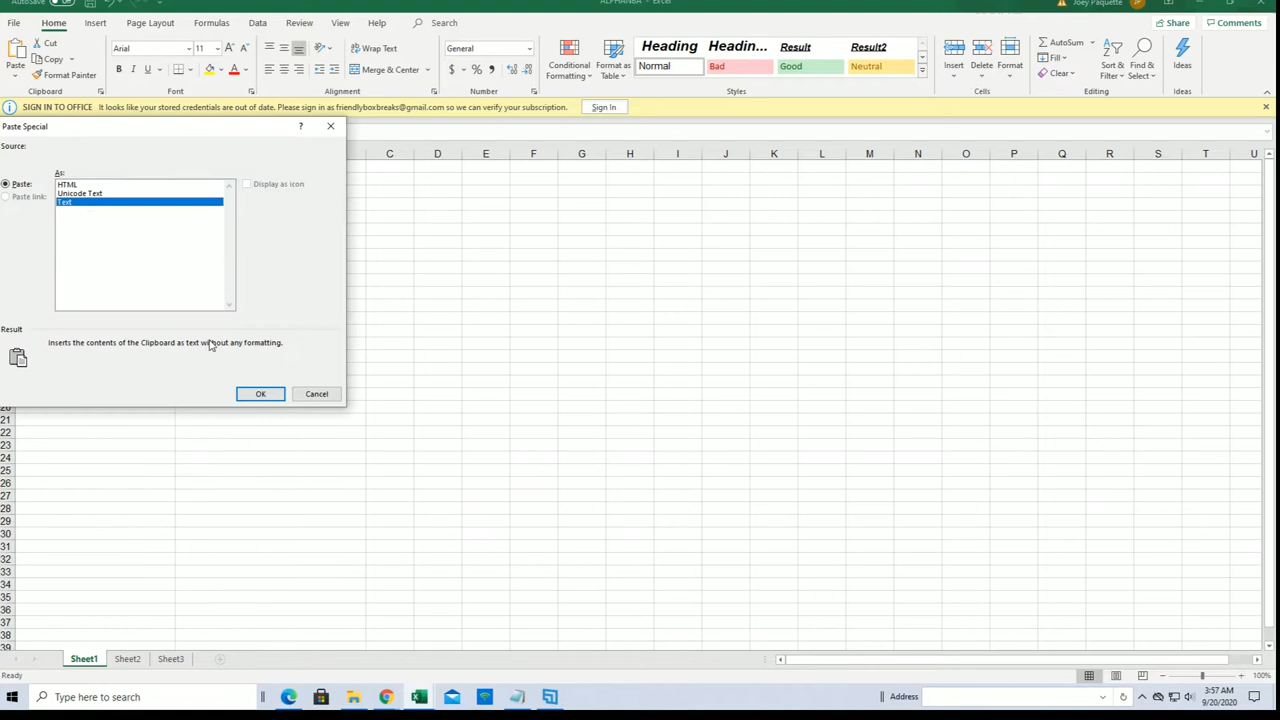 AutoSave
ALPHANBA - Excel
Joey Paquette
JP
File Home Insert Page Layout Formulas Data Review View Help Search
Share Comments
Paste
Cut
Copy
Format Painter
Clipboard
Arial 11
B I U
Font
Wrap Text
Merge & Center
Alignment
General
$ % ,
Number
Conditional Formatting
Format as Table
Heading Headin... Result Result2
Normal Bad Good Neutral
Styles
Insert Delete Format
Cells
AutoSum
Fill
Clear
Sort & Filter
Find & Select
Editing
Ideas
Ideas
SIGN IN TO OFFICE It looks like your stored credentials are out of date. Please sign in as friendlyboxbreaks@gmail.com so we can verify your subscription. Sign In
Paste Special ?
Source:
As:
Paste:
Paste link:
HTML
Unicode Text
Text
Display as icon
Result
Inserts the contents of the Clipboard as text without any formatting.
OK Cancel
C D E F G H I J K L M N O P Q R S T U
20
21
22
23
24
25
26
27
28
29
30
31
32
33
34
35
36
37
38
39
Sheet1 Sheet2 Sheet3
Ready
100%
Type here to search
Address
3:57 AM
9/20/2020